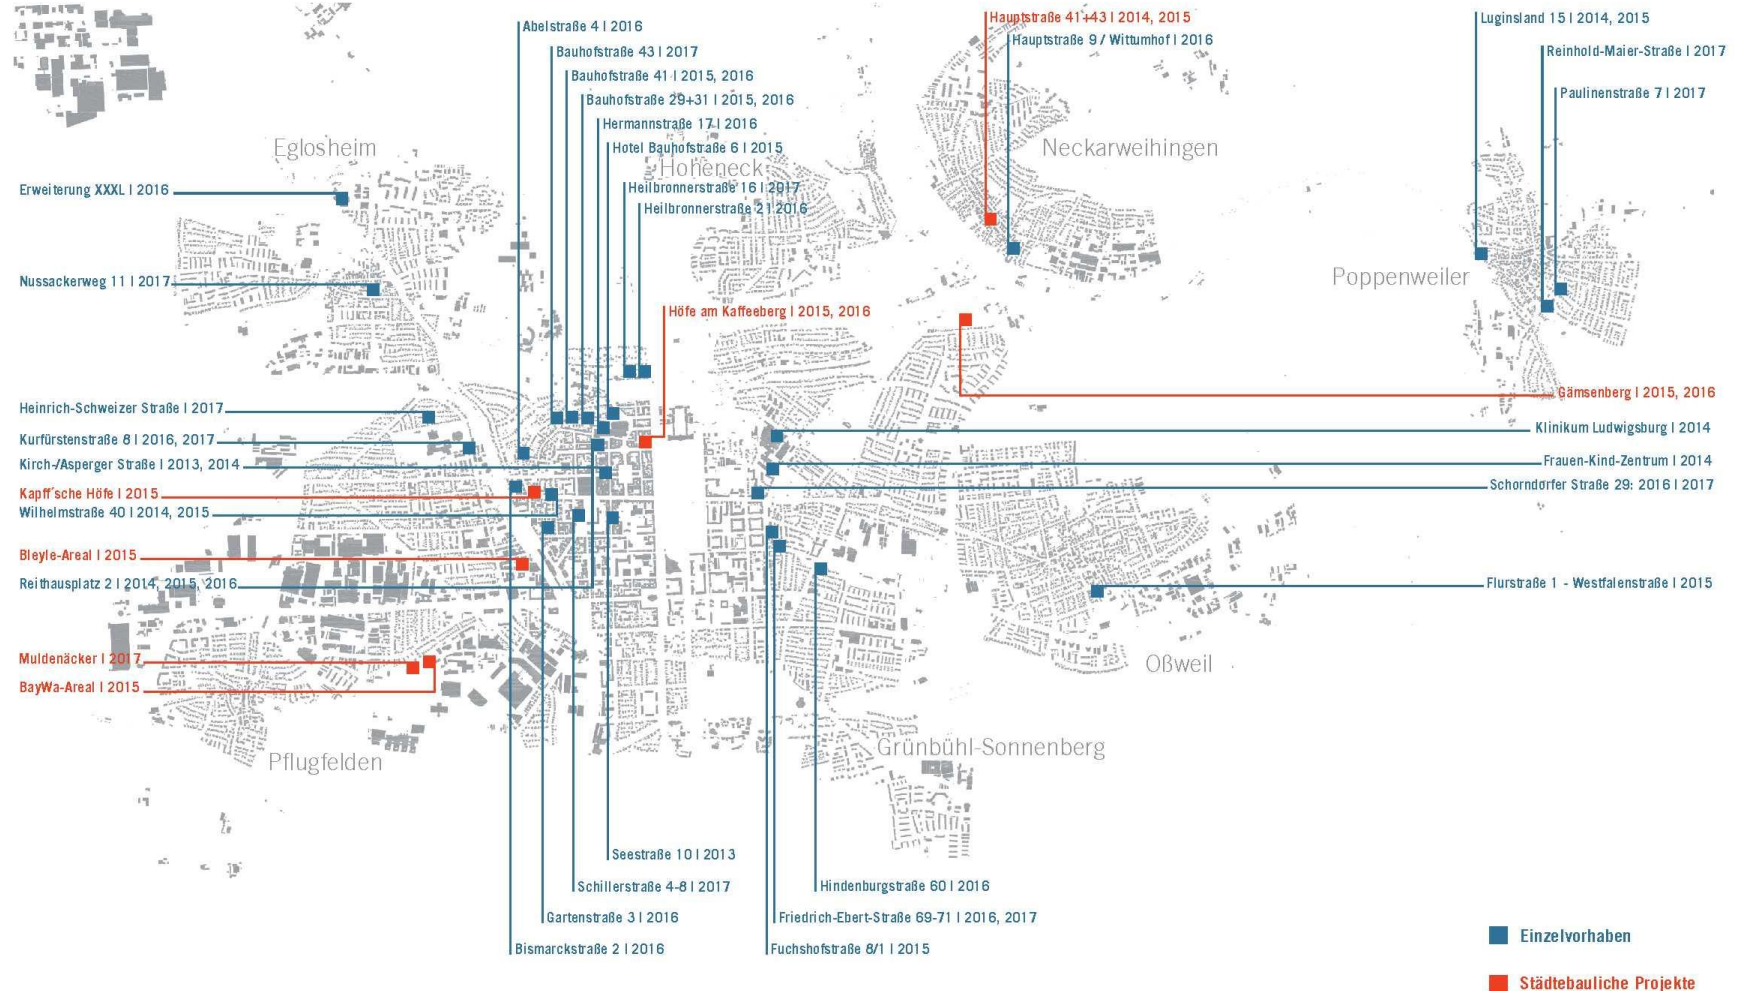 Abelstraße 4 | 2016
Bauhofstraße 43 | 2017
Bauhofstraße 41 | 2015, 2016
Bauhofstraße 29+31 | 2015, 2016
Hermannstraße 17 | 2016
Hotel Bauhofstraße 6 | 2015
Heilbronnerstraße 16 | 2017
Heilbronnerstraße 2 | 2016
Hauptstraße 41+43 | 2014, 2015
Hauptstraße 9 / Wittumhof | 2016
Luginsland 15 | 2014, 2015
Reinhold-Maier-Straße | 2017
Paulinenstraße 7 | 2017
Eglosheim
Hoheneck
Neckarweihingen
Poppenweiler
Erweiterung XXXL | 2016
Nussackerweg 11 | 2017
Höfe am Kaffeeberg | 2015, 2016
Gämsenberg | 2015, 2016
Heinrich-Schweizer Straße | 2017
Kurfürstenstraße 8 | 2016, 2017
Kirch-/Asperger Straße | 2013, 2014
Kapff´sche Höfe | 2015
Wilhelmstraße 40 | 2014, 2015
Bleyle-Areal | 2015
Reithausplatz 2 | 2014, 2015, 2016
Muldenäcker | 2017
BayWa-Areal | 2015
Klinikum Ludwigsburg | 2014
Frauen-Kind-Zentrum | 2014
Schorndorfer Straße 29: 2016 | 2017
Flurstraße 1 - Westfalenstraße | 2015
Oßweil
Grünbühl-Sonnenberg
Pflugfelden
Seestraße 10 | 2013
Schillerstraße 4-8 | 2017
Gartenstraße 3 | 2016
Bismarckstraße 2 | 2016
Hindenburgstraße 60 | 2016
Friedrich-Ebert-Straße 69-71 | 2016, 2017
Fuchshofstraße 8/1 | 2015
Einzelvorhaben
Städtebauliche Projekte